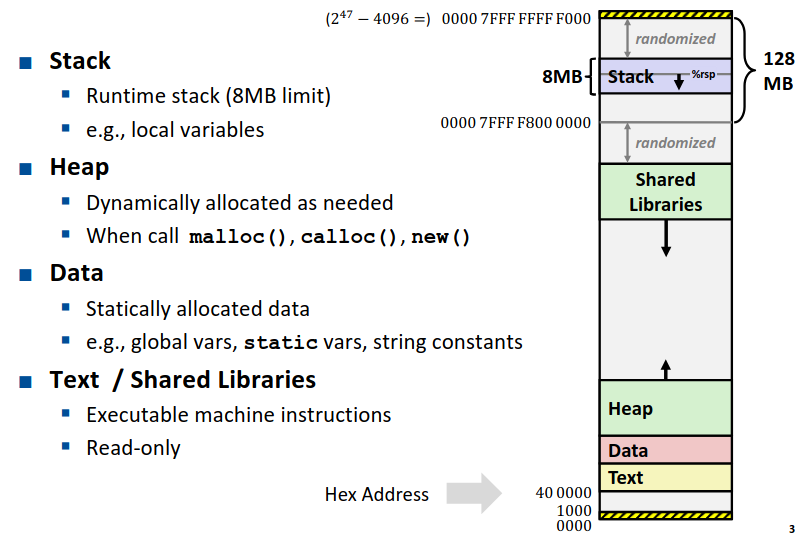 Stack
Runtime stack (8MB limit)
e.g., local variables
Heap
Dynamically allocated as needed
When call malloc(), calloc(), new()
Data
Statically allocated data
e.g., global vars, static vars, string constants
Text / Shared Libraries
Executable machine instructions
Read-only
Hex Address
(2^47 − 4096 =) 0000 7FFF FFFF F000
randomized
128
MB
8MB
Stack
%rsp
0000 7FFF F800 0000
randomized
Shared
Libraries
Heap
Data
Text
40 0000
1000
0000
3